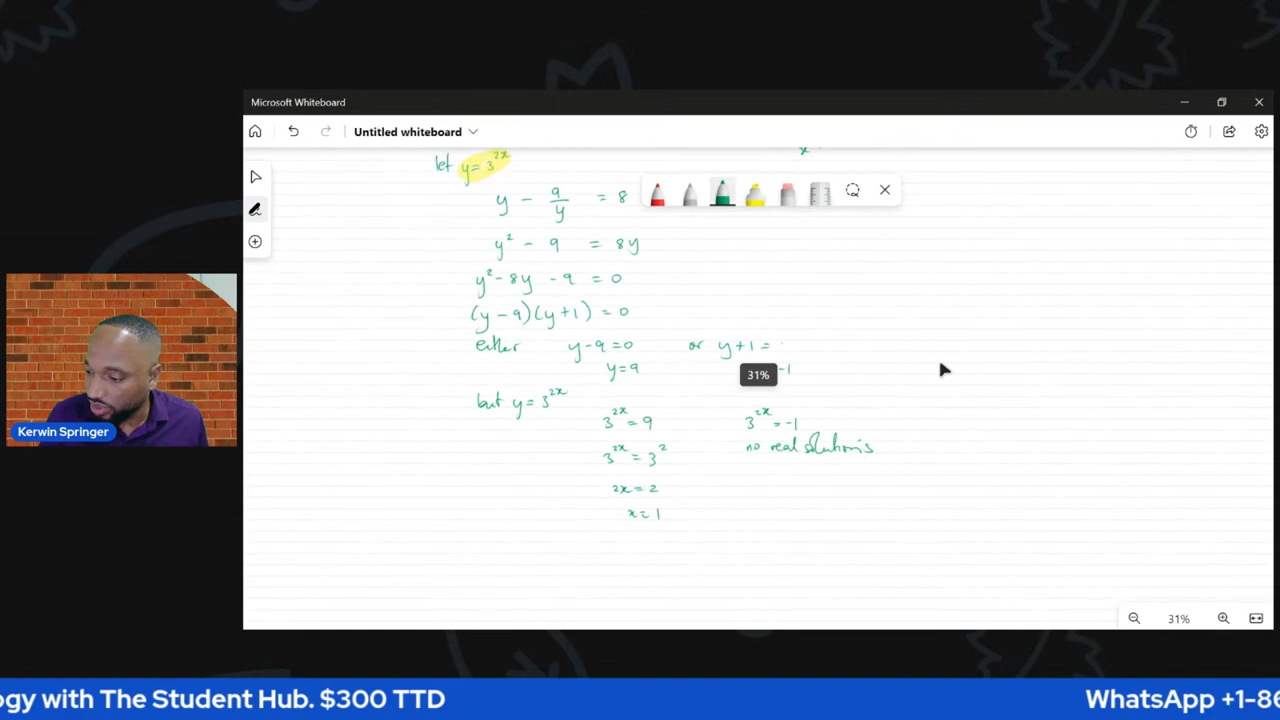 Microsoft Whiteboard
Untitled whiteboard
let y = 3^{2x}
x
y - 9/y = 8
y² - 9 = 8y
y² - 8y - 9 = 0
(y - 9)(y + 1) = 0
either y - 9 = 0 or y + 1 =
y = 9 -1
31%
but y = 3^{2x}
3^{2x} = 9 3^{2x} = -1
3^{2x} = 3² no real solutions
2x = 2
x = 1
Kerwin Springer
31%
ogy with The Student Hub. $300 TTD WhatsApp +1-86